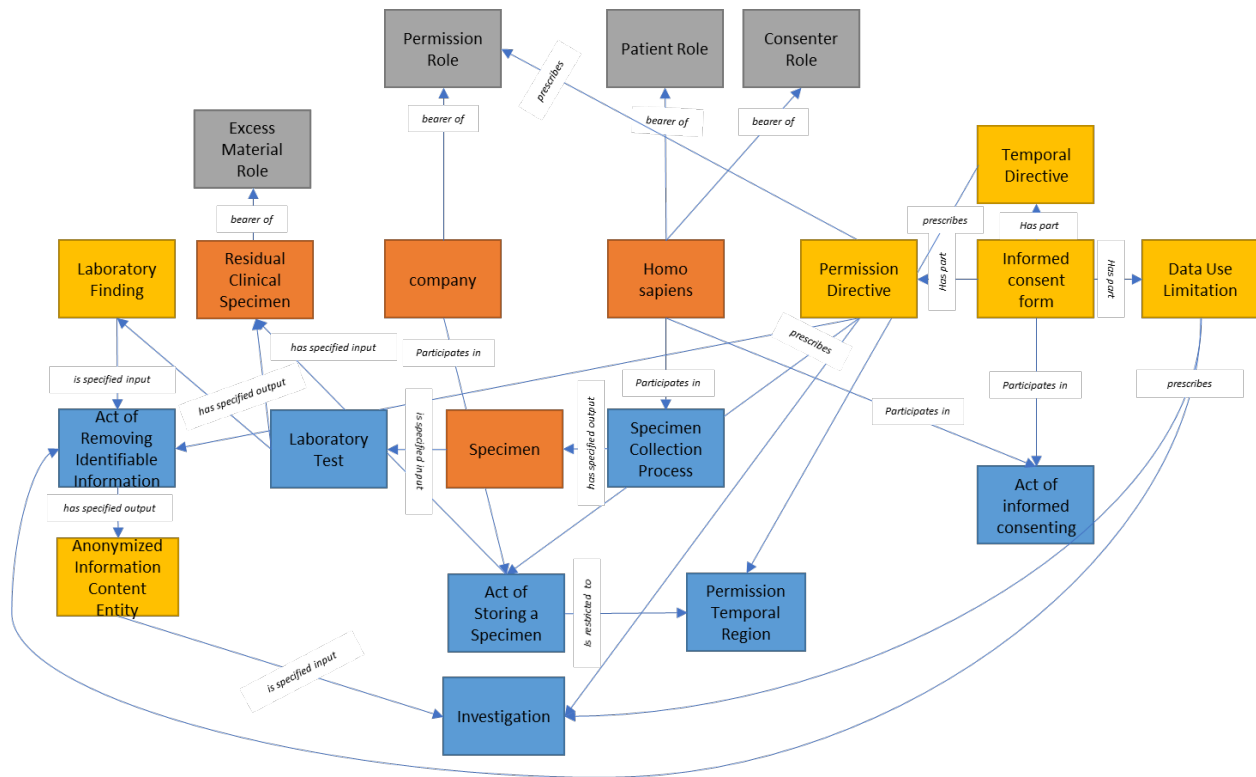 Permission
Role
Patient Role
Consenter
Role
prescribes
bearer of
bearer of
bearer of
Excess
Material
Role
Temporal
Directive
bearer of
prescribes
Has part
Laboratory
Finding
Residual
Clinical
Specimen
company
Homo
sapiens
Permission
Directive
Has part
Informed
consent
form
Has part
Data Use
Limitation
has specified input
Participates in
prescribes
is specified input
has specified output
Participates in
Participates in
prescribes
Participates in
Act of
Removing
Identifiable
Information
Laboratory
Test
is specified input
Specimen
has specified output
Specimen
Collection
Process
Act of
informed
consenting
has specified output
Anonymized
Information
Content
Entity
Act of
Storing a
Specimen
Is restricted to
Permission
Temporal
Region
is specified input
Investigation